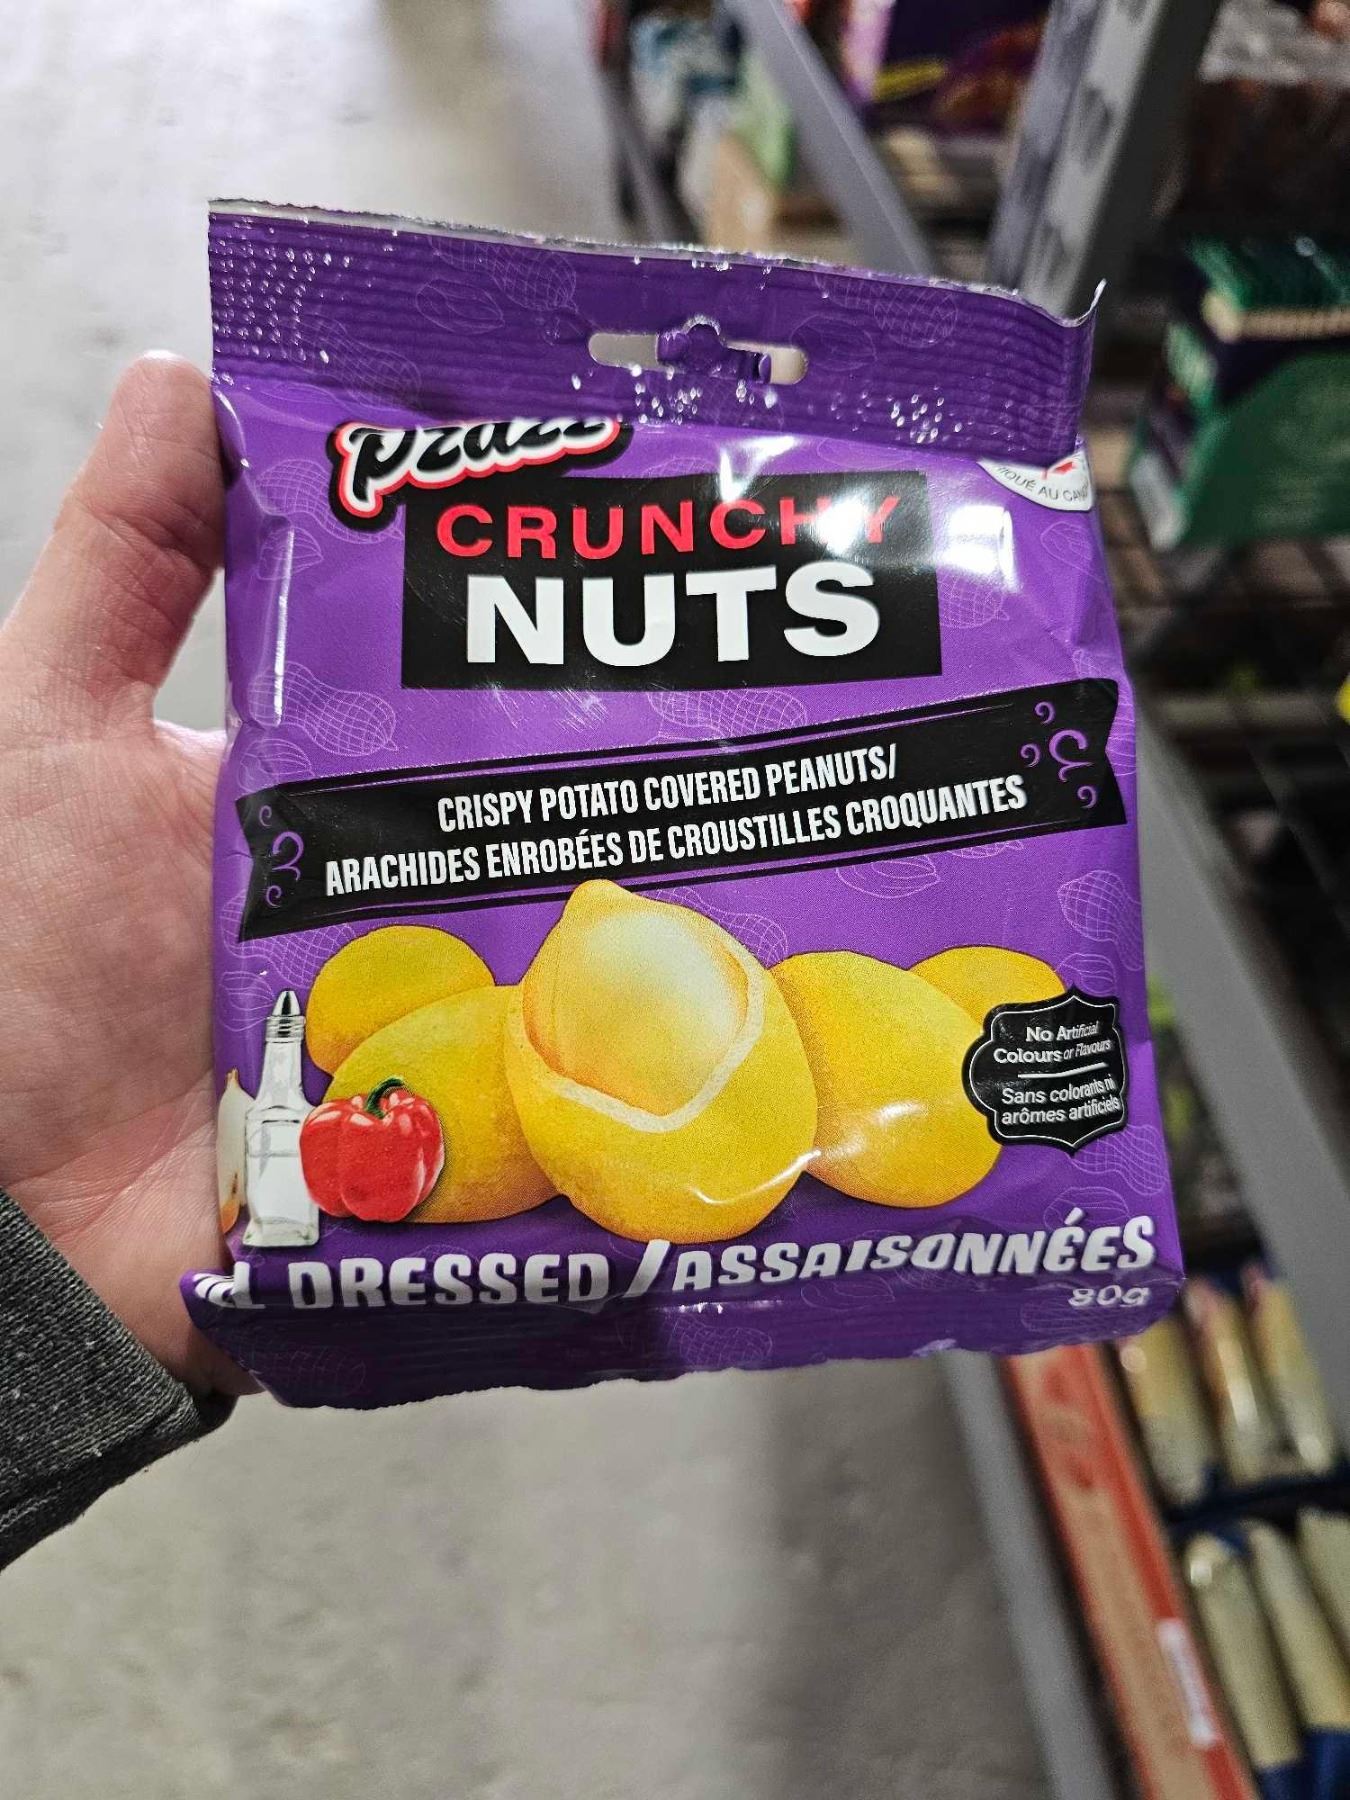 CRUNCHY
NUTS
CRISPY POTATO COVERED PEANUTS/
ARACHIDES ENROBÉES DE CROUSTILLES CROQUANTES
No Artificial
Colours or Flavours
Sans colorants ni
arômes artificiels
DRESSED / ASSAISONNÉES
80g